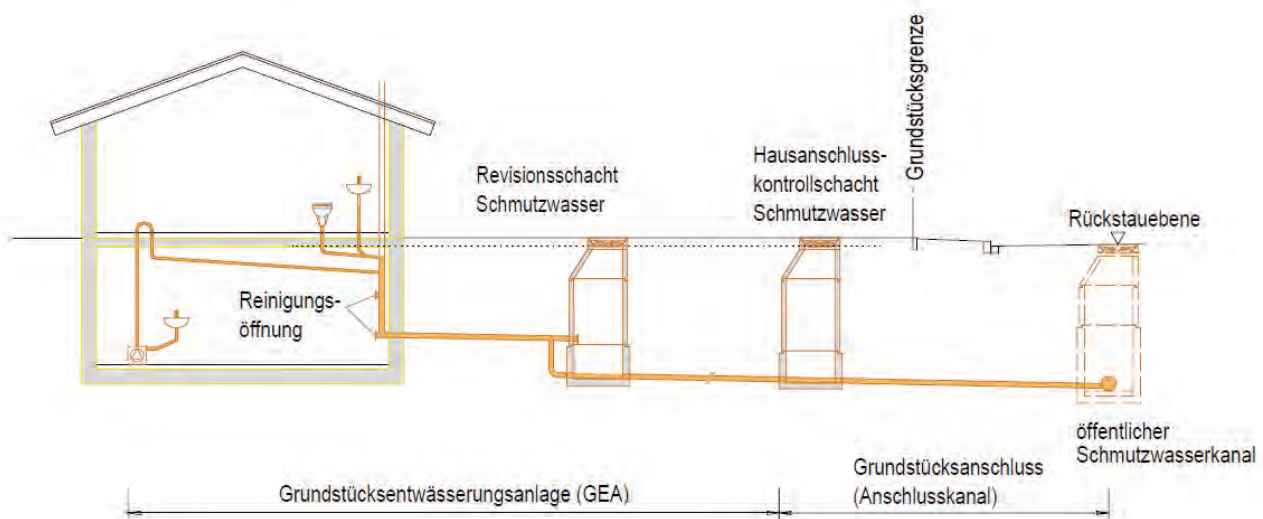 Grundstücksgrenze
Revisionsschacht
Schmutzwasser
Hausanschluss-
kontrollschacht
Schmutzwasser
Rückstauebene
Reinigungs-
öffnung
öffentlicher
Schmutzwasserkanal
Grundstücksentwässerungsanlage (GEA)
Grundstücksanschluss
(Anschlusskanal)